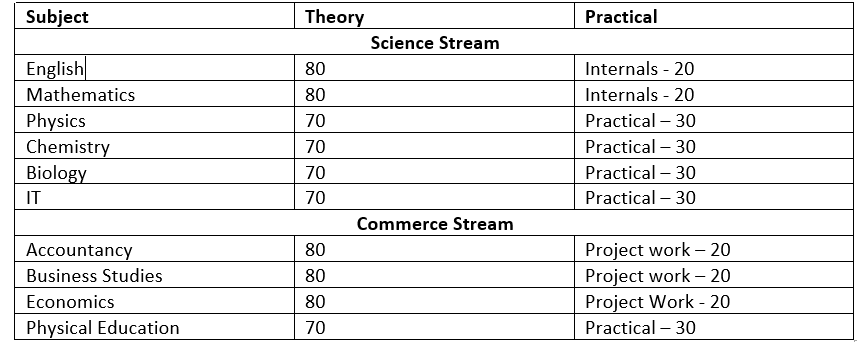 Subject Theory Practical
Science Stream
English 80 Internals - 20
Mathematics 80 Internals - 20
Physics 70 Practical – 30
Chemistry 70 Practical – 30
Biology 70 Practical – 30
IT 70 Practical – 30
Commerce Stream
Accountancy 80 Project work – 20
Business Studies 80 Project work – 20
Economics 80 Project Work - 20
Physical Education 70 Practical – 30